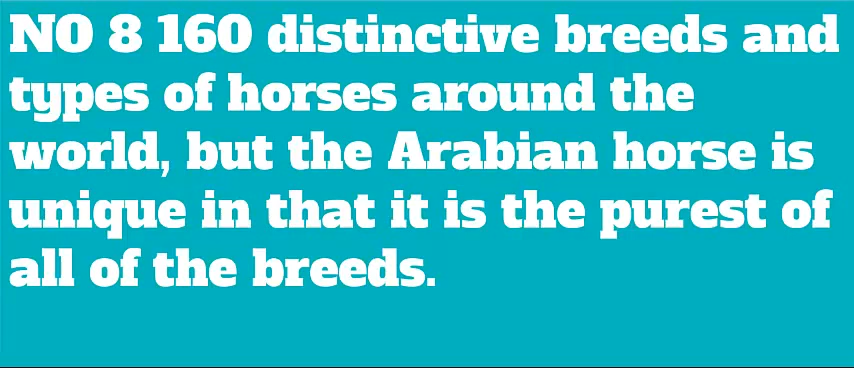 NO 8 160 distinctive breeds and
types of horses around the
world, but the Arabian horse is
unique in that it is the purest of
all of the breeds.